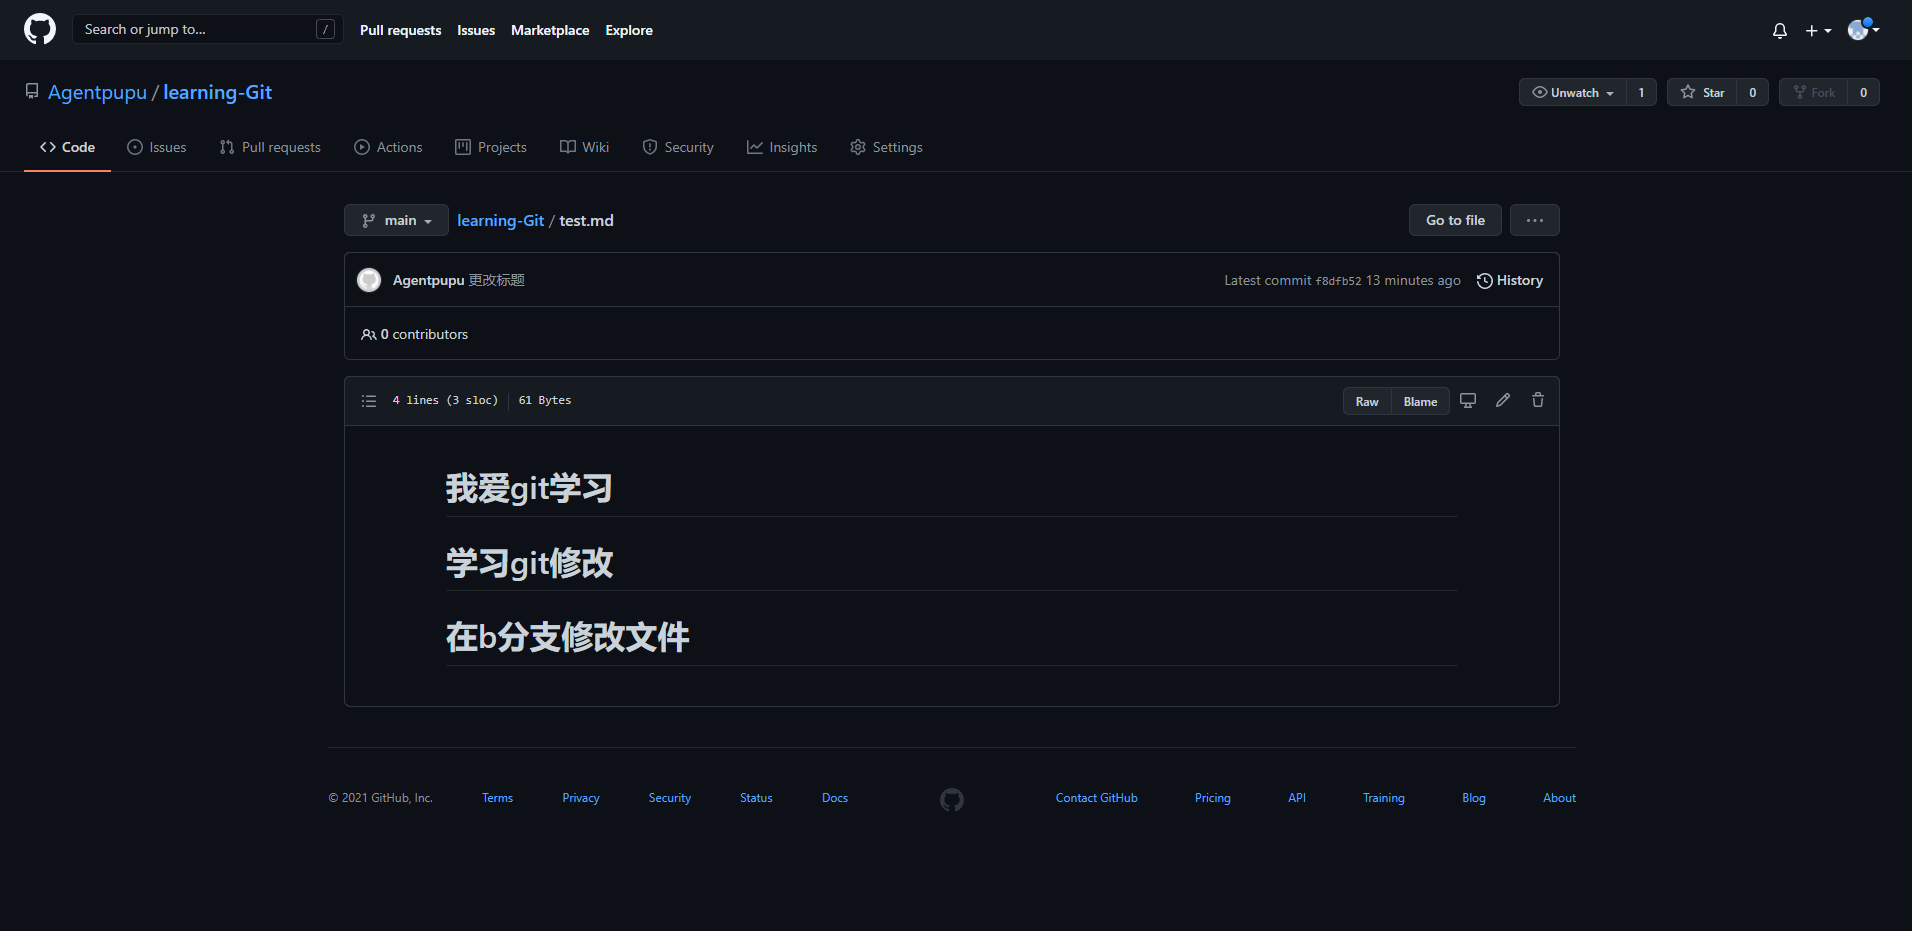 Search or jump to... /
Pull requests Issues Marketplace Explore
Agentpupu / learning-Git
Unwatch 1 Star 0 Fork 0
Code Issues Pull requests Actions Projects Wiki Security Insights Settings
main learning-Git / test.md Go to file ...
Agentpupu 更改标题 Latest commit f8dfb52 13 minutes ago History
0 contributors
4 lines (3 sloc) 61 Bytes Raw Blame
我爱git学习
学习git修改
在b分支修改文件
© 2021 GitHub, Inc. Terms Privacy Security Status Docs Contact GitHub Pricing API Training Blog About